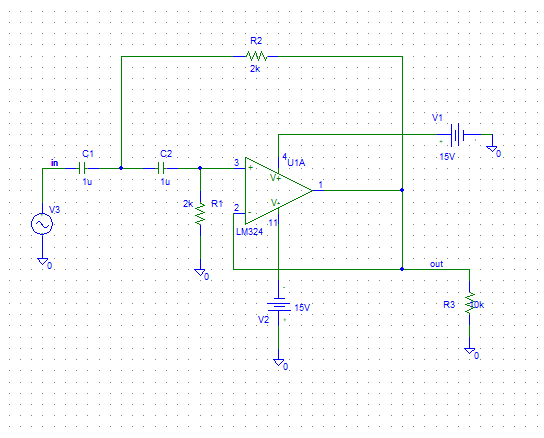 R2
2k
V1
+
-
15V
0
in
C1
1u
C2
1u
3
+
4
U1A
V+
1
2
-
V-
11
LM324
2k
R1
0
V3
0
out
-
15V
V2
+
0
R3
10k
0